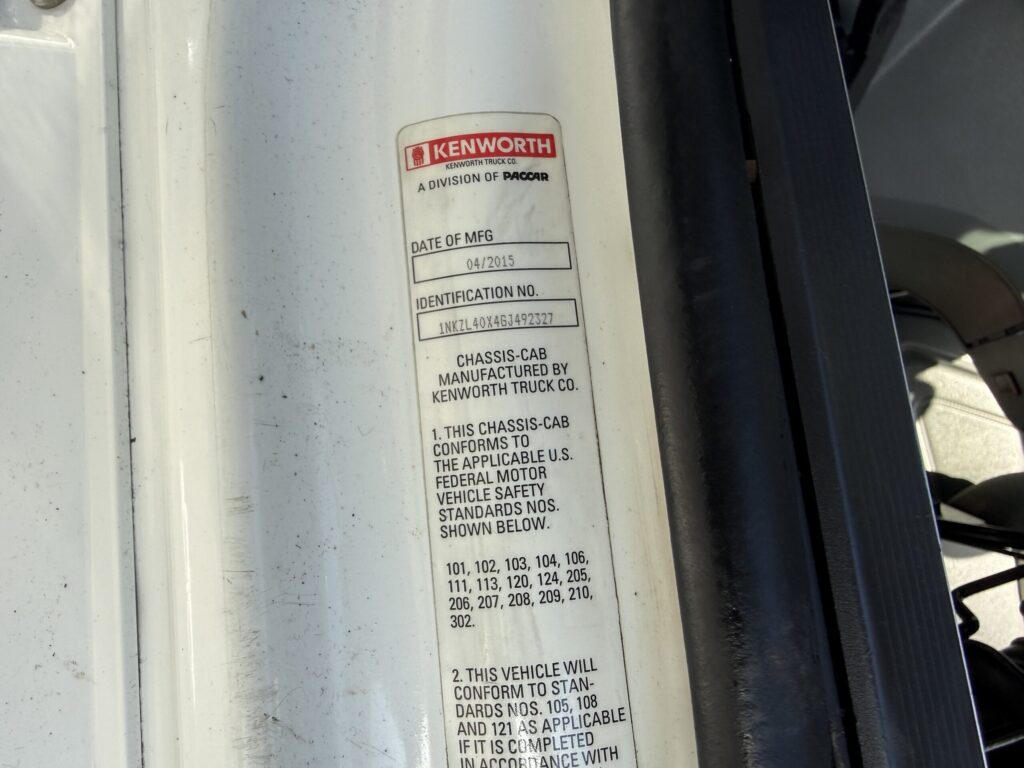 KENWORTH
KENWORTH TRUCK CO.
A DIVISION OF PACCAR
DATE OF MFG
04/2015
IDENTIFICATION NO.
1NKZL40X4GJ492327
CHASSIS-CAB
MANUFACTURED BY
KENWORTH TRUCK CO.
1. THIS CHASSIS-CAB
CONFORMS TO
THE APPLICABLE U.S.
FEDERAL MOTOR
VEHICLE SAFETY
STANDARDS NOS.
SHOWN BELOW.
101, 102, 103, 104, 106,
111, 113, 120, 124, 205,
206, 207, 208, 209, 210,
302.
2. THIS VEHICLE WILL
CONFORM TO STAN-
DARDS NOS. 105, 108
AND 121 AS APPLICABLE
IF IT IS COMPLETED
IN ACCORDANCE WITH